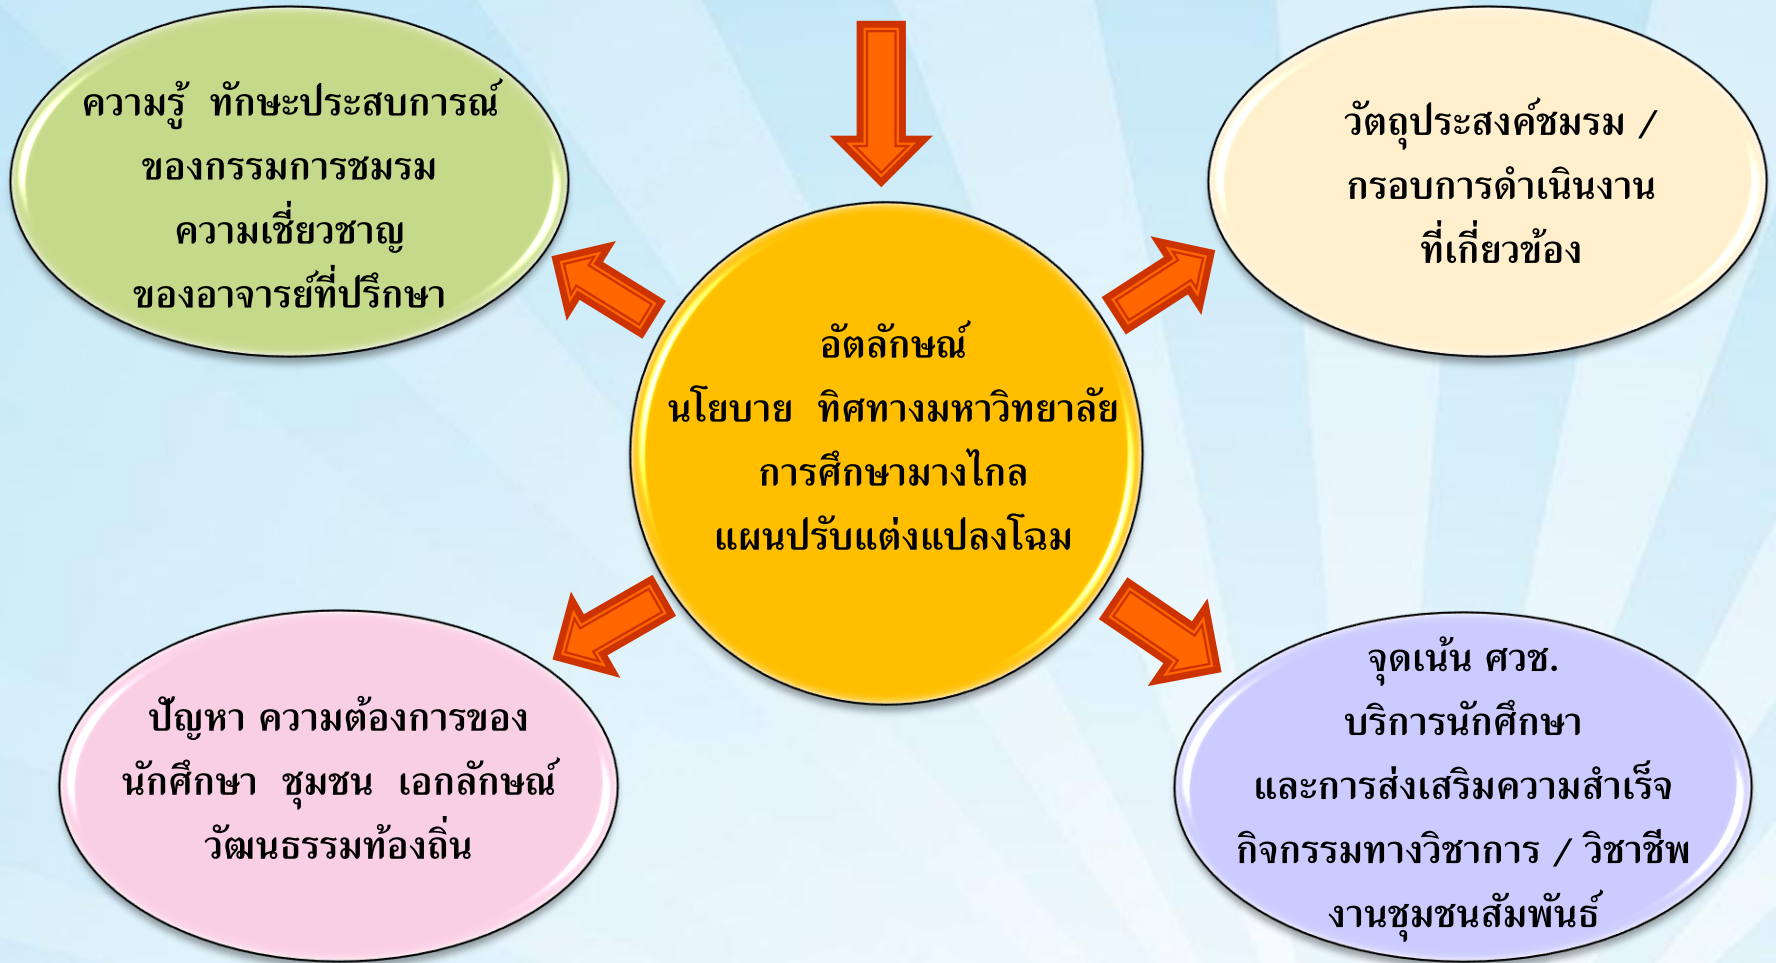 ความรู้  ทักษะประสบการณ์
ของกรรมการชมรม
ความเชี่ยวชาญ
ของอาจารย์ที่ปรึกษา
วัตถุประสงค์ชมรม /
กรอบการดำเนินงาน
ที่เกี่ยวข้อง
อัตลักษณ์
นโยบาย  ทิศทางมหาวิทยาลัย
การศึกษามางไกล
แผนปรับแต่งแปลงโฉม
ปัญหา ความต้องการของ
นักศึกษา  ชุมชน  เอกลักษณ์
วัฒนธรรมท้องถิ่น
จุดเน้น ศวช.
บริการนักศึกษา
และการส่งเสริมความสำเร็จ
กิจกรรมทางวิชาการ / วิชาชีพ
งานชุมชนสัมพันธ์